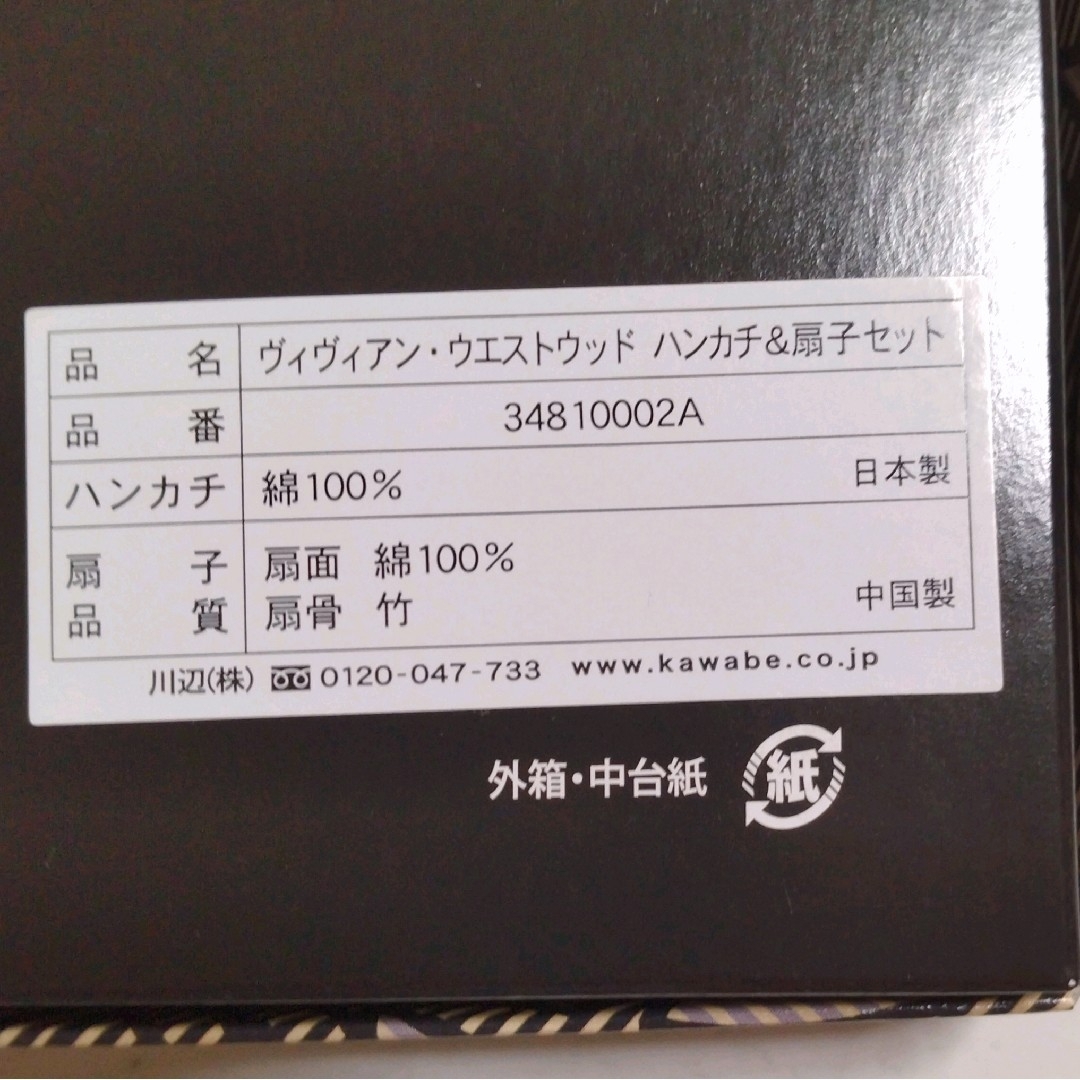 品名 ヴィヴィアン・ウエストウッド ハンカチ&扇子セット
品番 34810002A
ハンカチ 綿100% 日本製
扇子 扇面 綿100%
品質 扇骨 竹 中国製
川辺(株) 0120-047-733 www.kawabe.co.jp
外箱・中台紙 紙